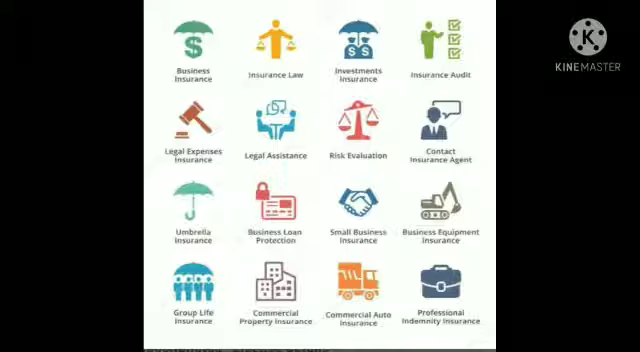 K
KINEMASTER
Business
Insurance
Insurance Law
Investments
Insurance
Insurance Audit
Legal Expenses
Insurance
Legal Assistance
Risk Evaluation
Contact
Insurance Agent
Umbrella
Insurance
Business Loan
Protection
Small Business
Insurance
Business Equipment
Insurance
Group Life
Insurance
Commercial
Property Insurance
Commercial Auto
Insurance
Professional
Indemnity Insurance